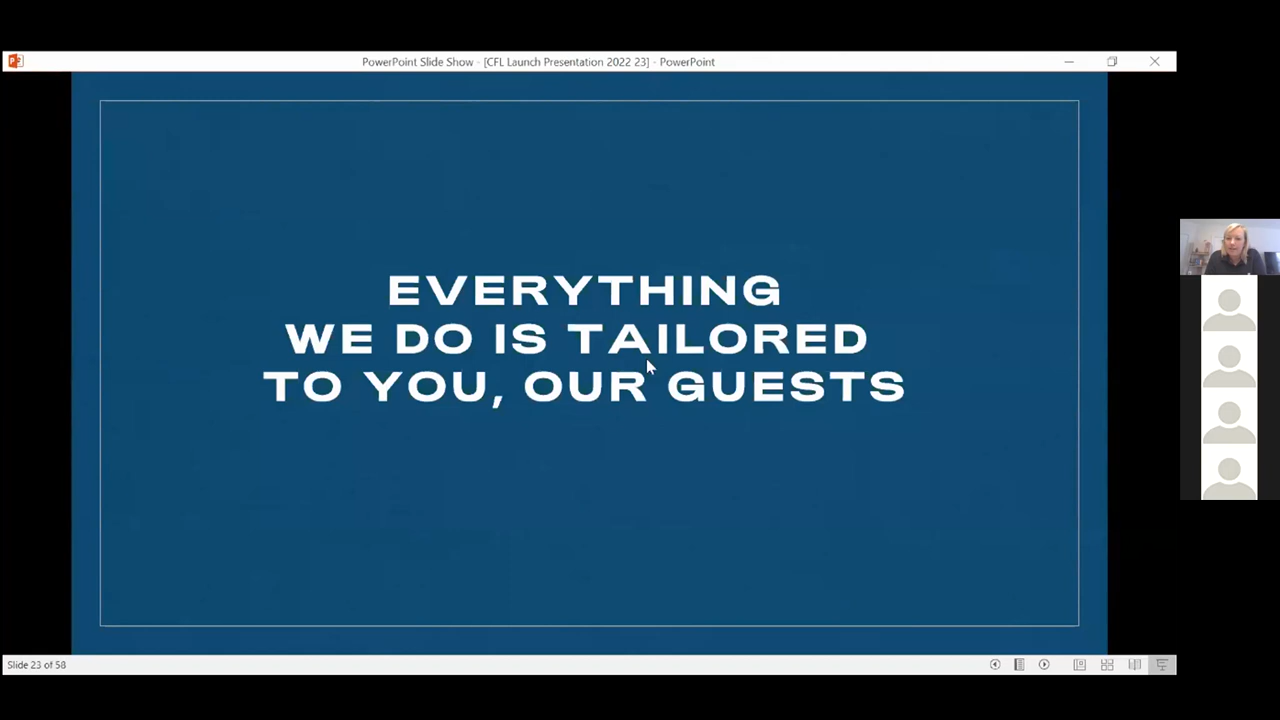 PowerPoint Slide Show - [CFL Launch Presentation 2022 23] - PowerPoint
EVERYTHING
WE DO IS TAILORED
TO YOU, OUR GUESTS
Slide 23 of 58